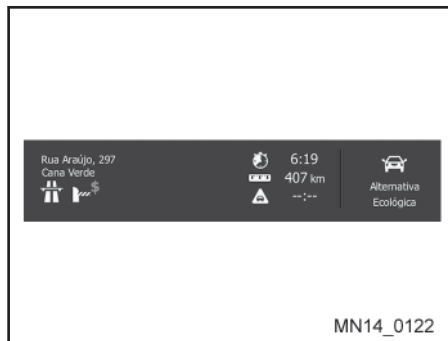 Rua Araújo, 297
Cana Verde
$
6:19
407 km
--:--
Alternativa
Ecológica
MN14_0122